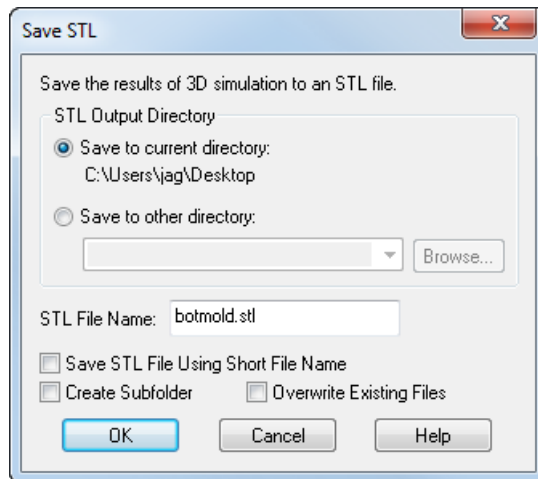 Save STL
Save the results of 3D simulation to an STL file.
STL Output Directory
Save to current directory:
C:\Users\jag\Desktop
Save to other directory:
Browse...
STL File Name: botmold.stl
Save STL File Using Short File Name
Create Subfolder Overwrite Existing Files
OK Cancel Help